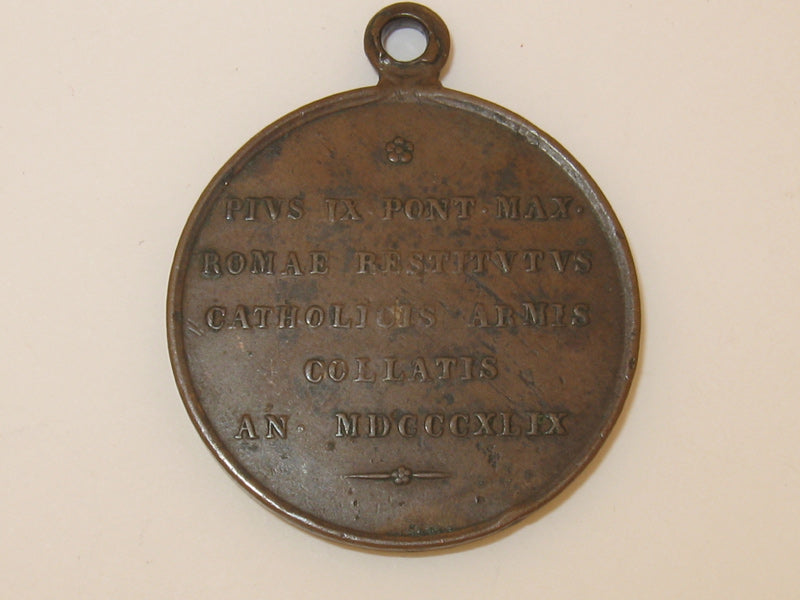 PIVS IX · PONT · MAX ·
ROMAE RESTITVTVS
CATHOLICIS ARMIS
COLLATIS
AN · MDCCCXLIX